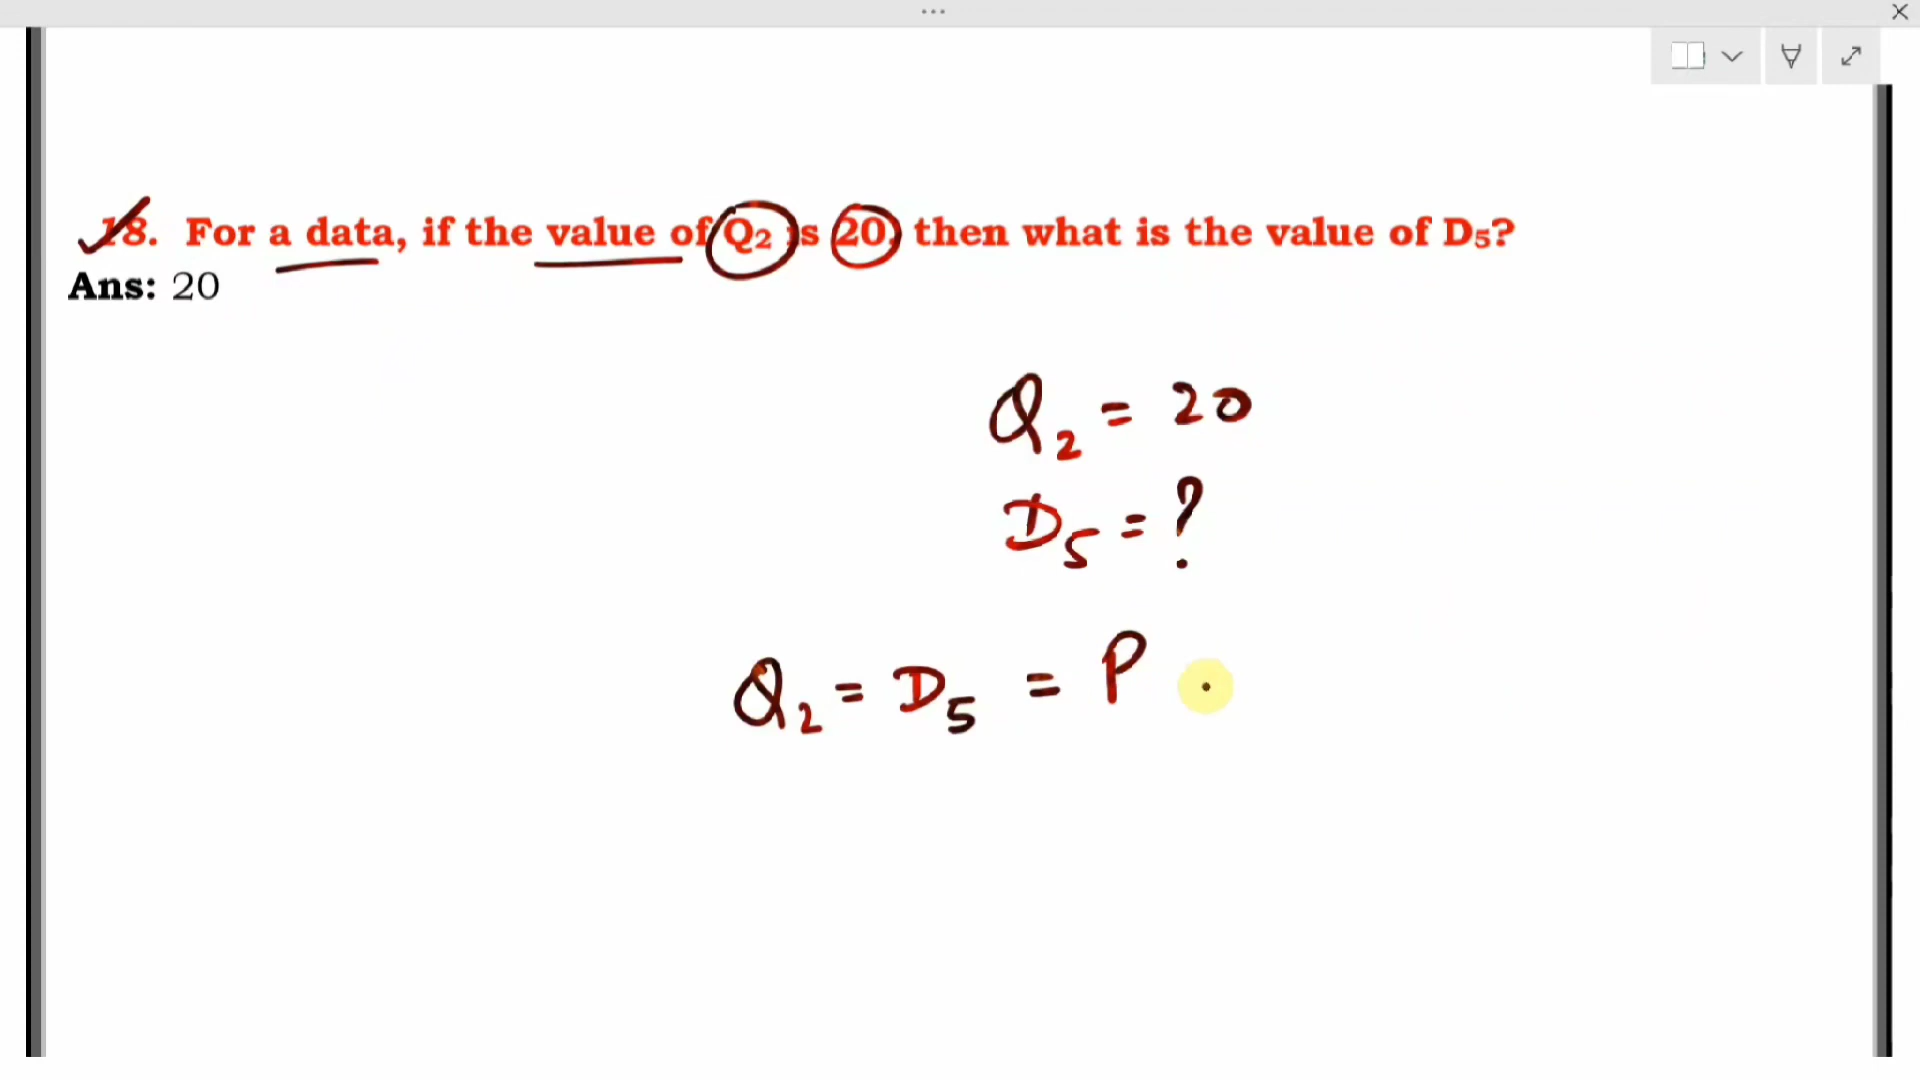 18. For a data, if the value of Q₂ is 20, then what is the value of D₅?
Ans: 20
Q₂ = 20
D₅ = ?
Q₂ = D₅ = P